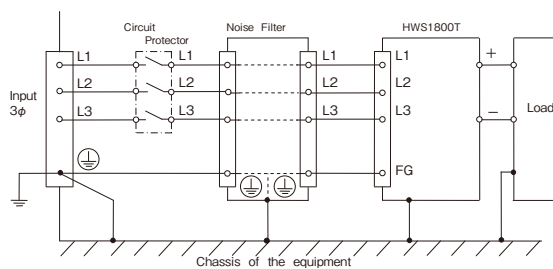 Circuit
Protector
Noise Filter
HWS1800T
L1
L1
L1
L1
+
L2
L2
L2
L2
Input
3ϕ
L3
L3
L3
L3
−
Load
FG
Chassis of the equipment